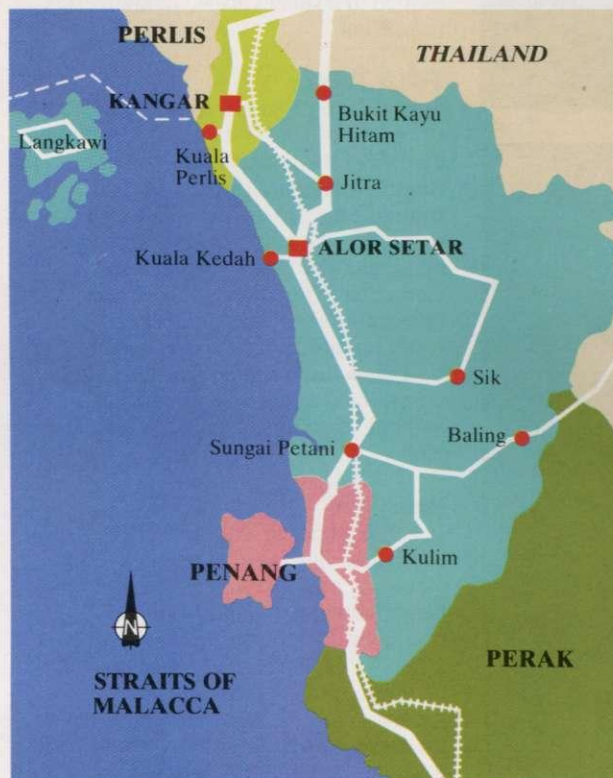 PERLIS
THAILAND
KANGAR
Bukit Kayu
Hitam
Langkawi
Kuala
Perlis
Jitra
ALOR SETAR
Kuala Kedah
Sik
Baling
Sungai Petani
Kulim
PENANG
N
PERAK
STRAITS OF
MALACCA